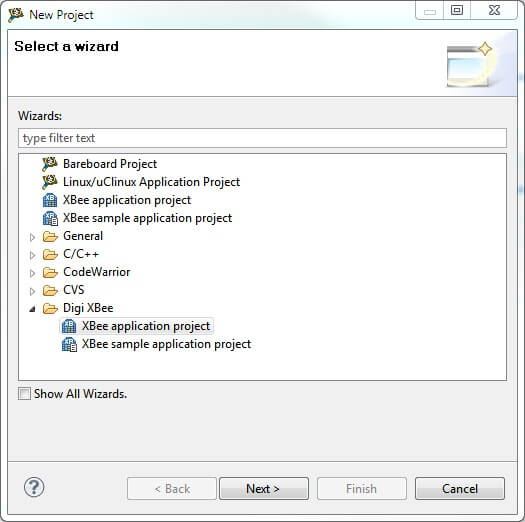 New Project
Select a wizard
Wizards:
type filter text
Bareboard Project
Linux/uClinux Application Project
XBee application project
XBee sample application project
General
C/C++
CodeWarrior
CVS
Digi XBee
XBee application project
XBee sample application project
Show All Wizards.
? < Back Next > Finish Cancel